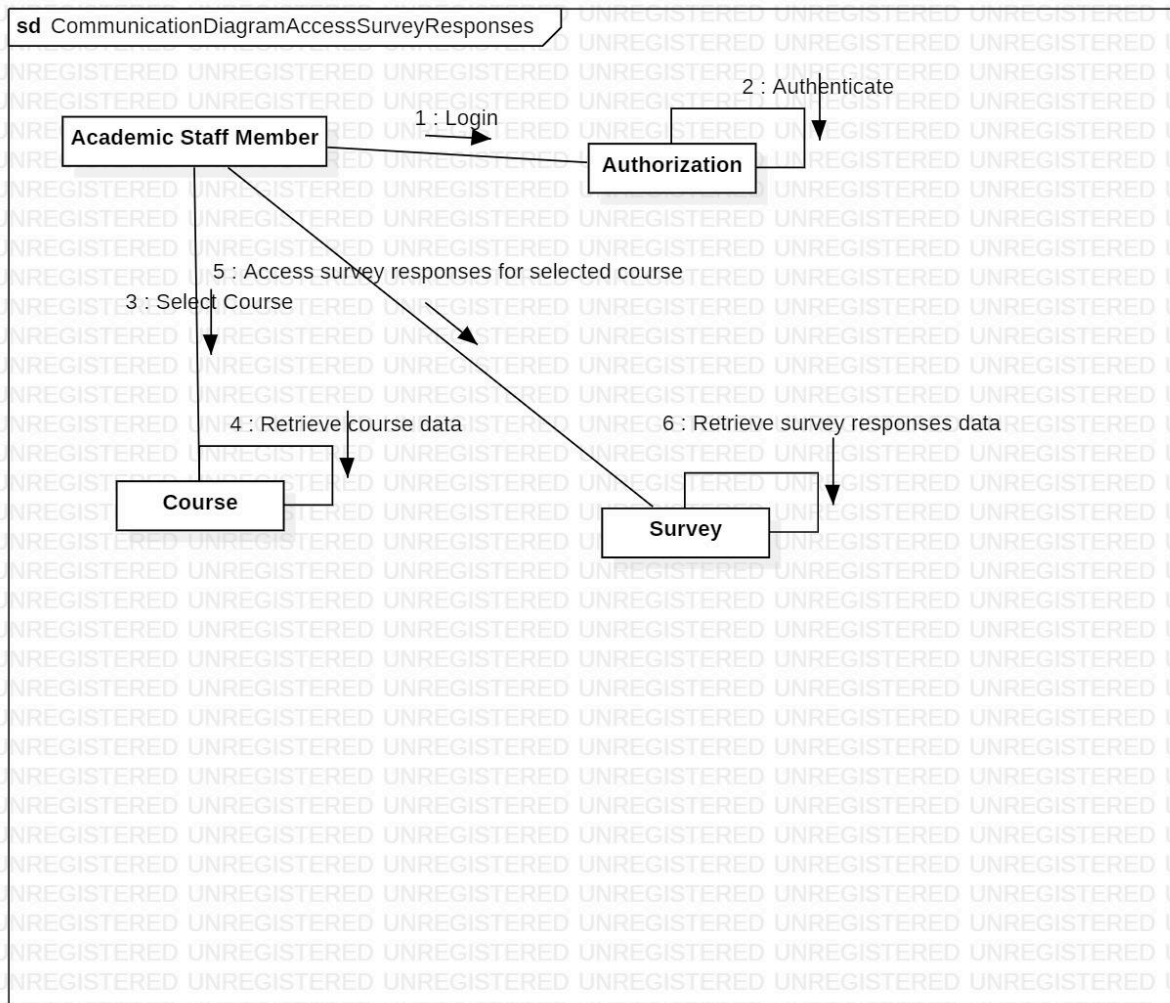 sd CommunicationDiagramAccessSurveyResponses
2 : Authenticate
1 : Login
Academic Staff Member
Authorization
5 : Access survey responses for selected course
3 : Select Course
4 : Retrieve course data
6 : Retrieve survey responses data
Course
Survey
UNREGISTERED